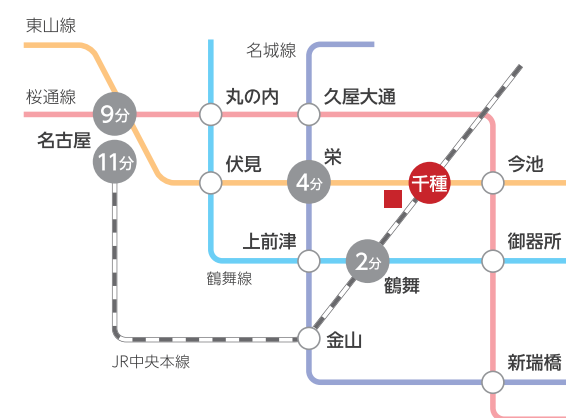 東山線
名城線
桜通線
9分
丸の内
久屋大通
名古屋
11分
伏見
栄
4分
千種
今池
上前津
2分
御器所
鶴舞線
鶴舞
金山
JR中央本線
新瑞橋